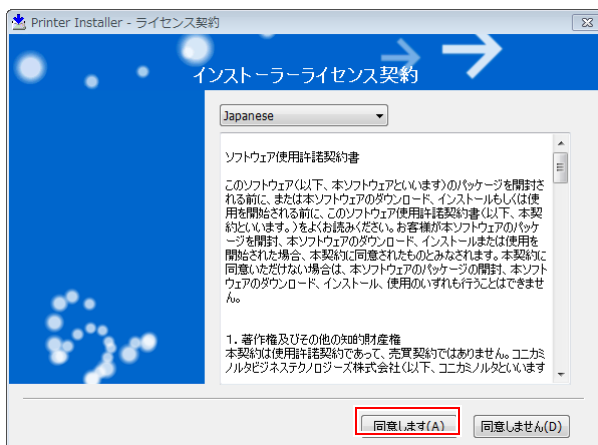 Printer Installer - ライセンス契約
インストーラーライセンス契約
Japanese
ソフトウェア使用許諾契約書
このソフトウェア(以下、本ソフトウェアといいます)のパッケージを開封さ
れる前に、または本ソフトウェアのダウンロード、インストールもしくは使
用を開始される前に、このソフトウェア使用許諾契約書(以下、本契
約といいます。)をよくお読みください。お客様が本ソフトウェアのパッケ
ージを開封、本ソフトウェアのダウンロード、インストールまたは使用を
開始された場合、本契約に同意されたものとみなされます。本契約に
同意いただけない場合は、本ソフトウェアのパッケージの開封、本ソフト
ウェアのダウンロード、インストール、使用のいずれも行うことはできませ
ん。
1. 著作権及びその他の知的財産権
本契約は使用許諾契約であって、売買契約ではありません。コニカミ
ノルタビジネステクノロジーズ株式会社(以下、コニカミノルタといいます
同意します(A)
同意しません(D)